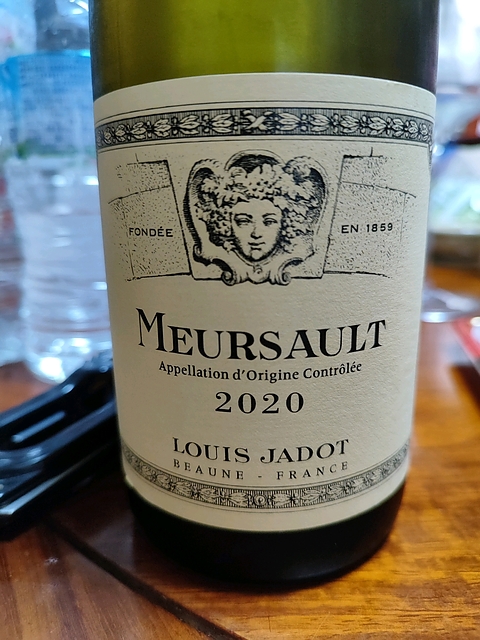 FONDÉE EN 1859
MEURSAULT
Appellation d'Origine Contrôlée
2020
LOUIS JADOT
BEAUNE - FRANCE